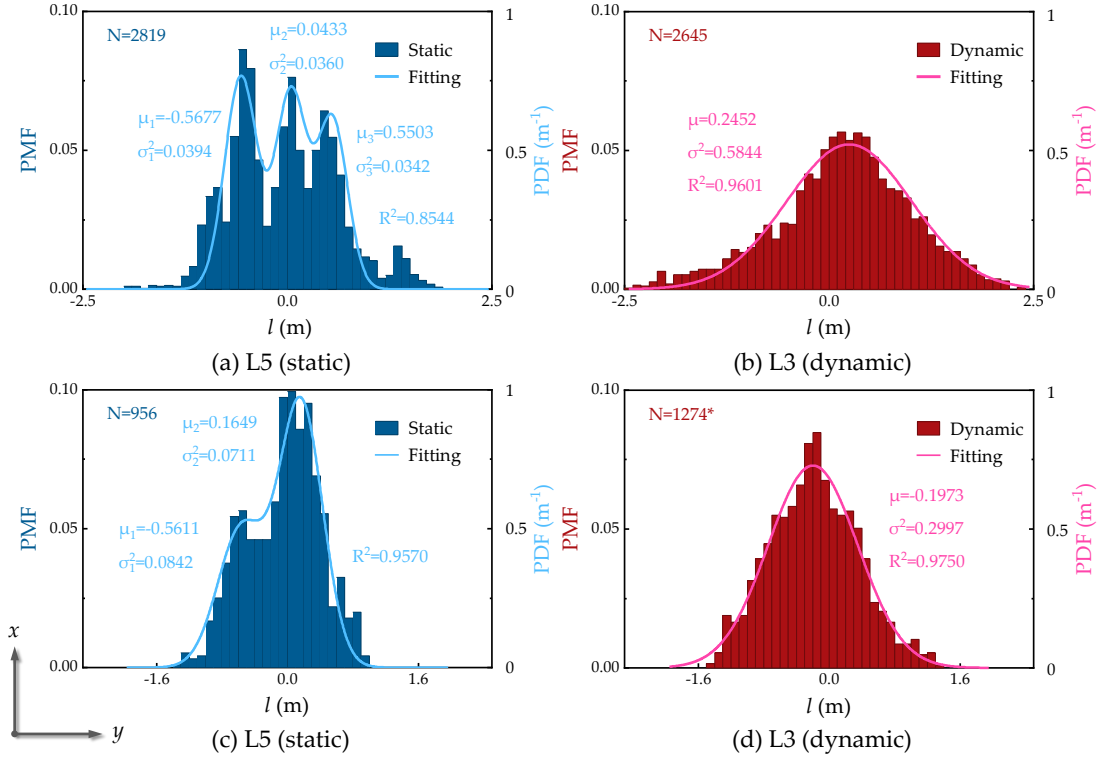 N=2819
μ₂=0.0433
σ₂²=0.0360
μ₁=-0.5677
σ₁²=0.0394
μ₃=0.5503
σ₃²=0.0342
R²=0.8544
Static
Fitting
0.10
0.05
0.00
PMF
1
0.5
0
PDF (m⁻¹)
-2.5
0.0
2.5
l (m)
(a) L5 (static)
N=2645
μ=0.2452
σ²=0.5844
R²=0.9601
Dynamic
Fitting
0.10
0.05
0.00
PMF
1
0.5
0
PDF (m⁻¹)
-2.5
0.0
2.5
l (m)
(b) L3 (dynamic)
N=956
μ₂=0.1649
σ₂²=0.0711
μ₁=-0.5611
σ₁²=0.0842
R²=0.9570
Static
Fitting
0.10
0.05
0.00
PMF
1
0.5
0
PDF (m⁻¹)
-1.6
0.0
1.6
l (m)
x
y
(c) L5 (static)
N=1274*
μ=-0.1973
σ²=0.2997
R²=0.9750
Dynamic
Fitting
0.10
0.05
0.00
PMF
1
0.5
0
PDF (m⁻¹)
-1.6
0.0
1.6
l (m)
(d) L3 (dynamic)